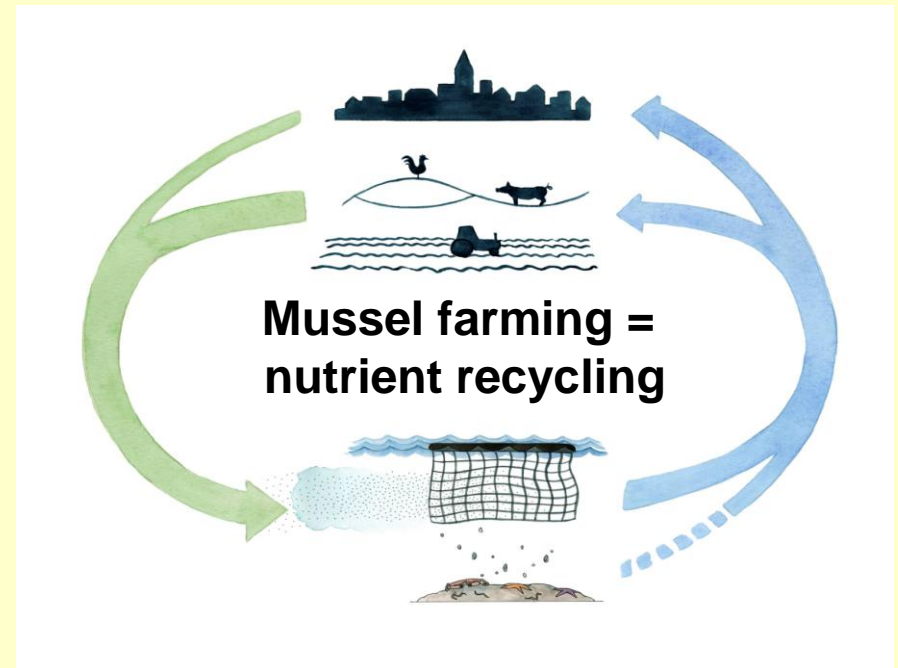 Mussel farming =
nutrient recycling